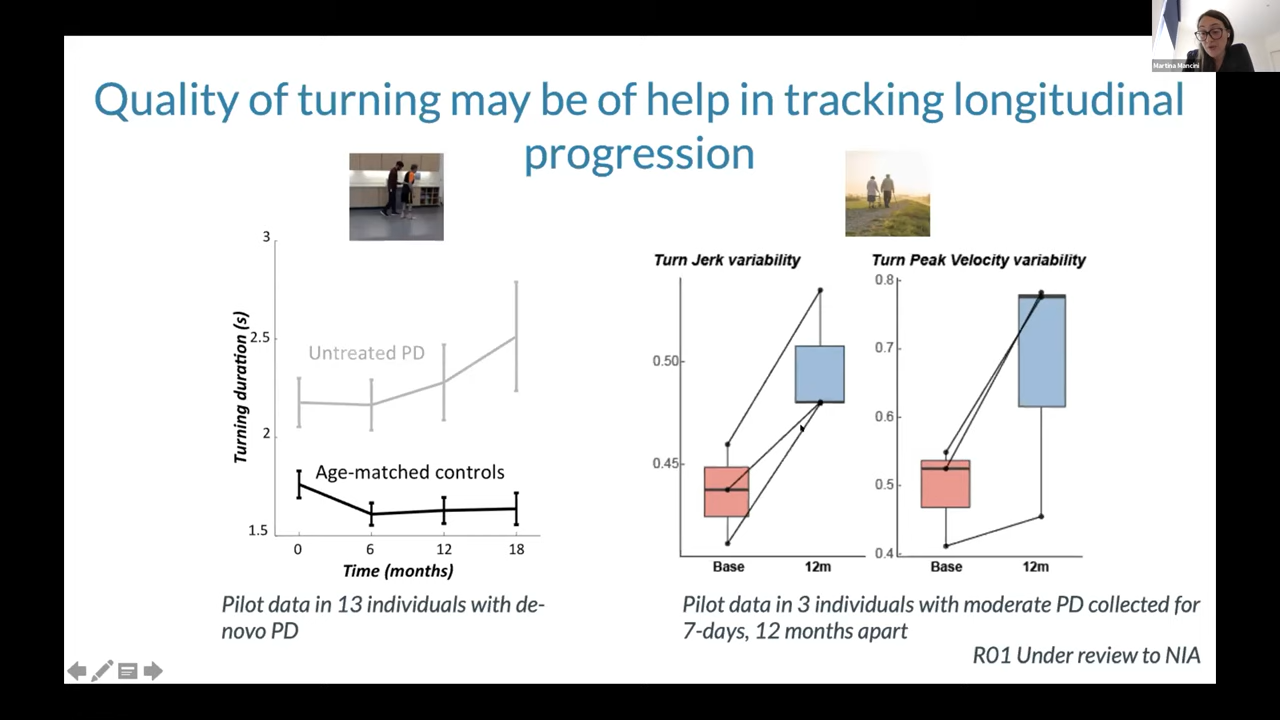 Martina Mancini
Quality of turning may be of help in tracking longitudinal
progression
3
2.5
2
1.5
Turning duration (s)
Untreated PD
Age-matched controls
0 6 12 18
Time (months)
Pilot data in 13 individuals with de-
novo PD
Turn Jerk variability
0.50
0.45
Base 12m
Turn Peak Velocity variability
0.8
0.7
0.6
0.5
0.4
Base 12m
Pilot data in 3 individuals with moderate PD collected for
7-days, 12 months apart
R01 Under review to NIA